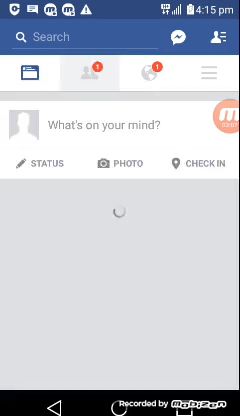 4:15 pm
Search
1
1
What's on your mind?
STATUS
PHOTO
CHECK IN
Recorded by mobizen